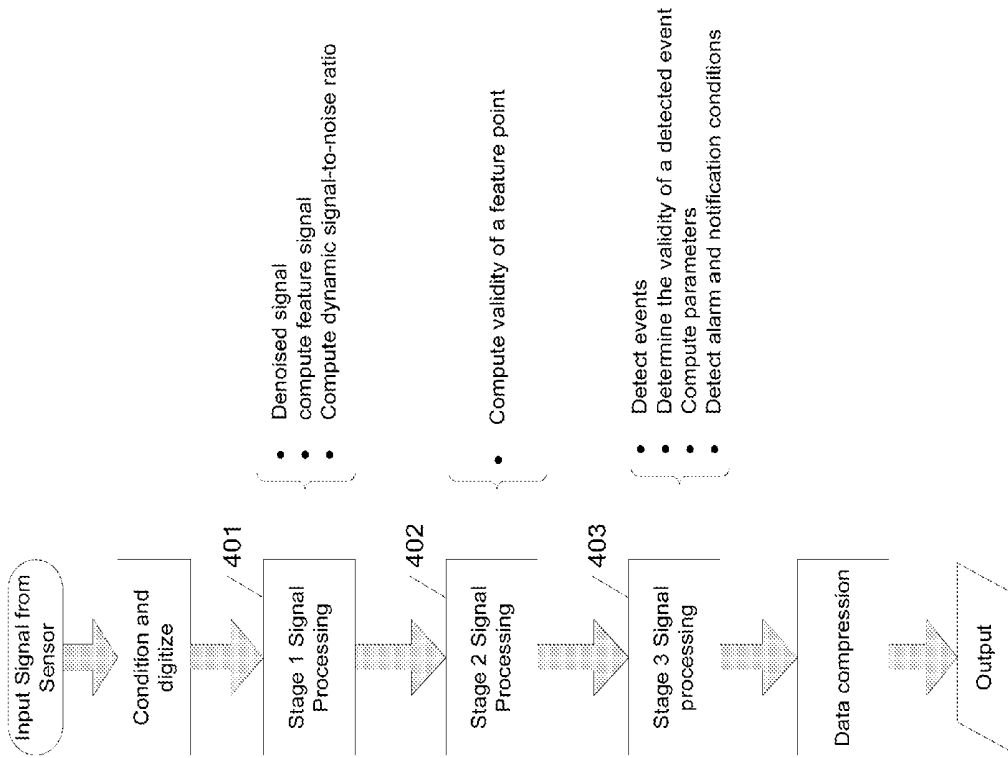 Input Signal from
Sensor
Condition and
digitize
401
Stage 1 Signal
Processing
• Denoised signal
• compute feature signal
• Compute dynamic signal-to-noise ratio
402
Stage 2 Signal
Processing
• Compute validity of a feature point
403
Stage 3 Signal
processing
• Detect events
• Determine the validity of a detected event
• Compute parameters
• Detect alarm and notification conditions
Data compression
Output